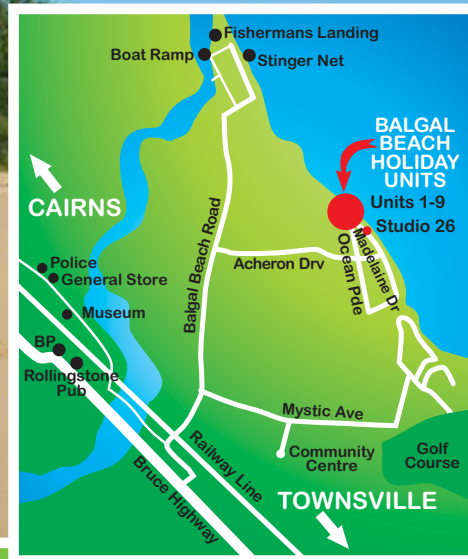 Fishermans Landing
Boat Ramp
Stinger Net
BALGAL
BEACH
HOLIDAY
UNITS
Units 1-9
Studio 26
CAIRNS
Madelaine Dr
Ocean Pde
Acheron Drv
Balgal Beach Road
Police
General Store
Museum
BP
Rollingstone
Pub
Mystic Ave
Railway Line
Bruce Highway
Community
Centre
Golf
Course
TOWNSVILLE